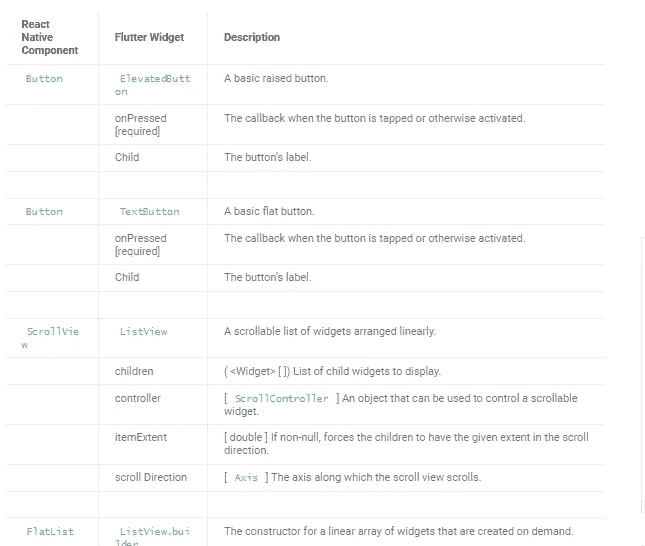 React
Native
Component
Flutter Widget
Description
Button
ElevatedButt
on
A basic raised button.
onPressed
[required]
The callback when the button is tapped or otherwise activated.
Child
The button's label.
Button
TextButton
A basic flat button.
onPressed
[required]
The callback when the button is tapped or otherwise activated.
Child
The button's label.
ScrollVie
w
ListView
A scrollable list of widgets arranged linearly.
children
( <Widget> [ ]) List of child widgets to display.
controller
[ ScrollController ] An object that can be used to control a scrollable
widget.
itemExtent
[ double ] If non-null, forces the children to have the given extent in the scroll
direction.
scroll Direction
[ Axis ] The axis along which the scroll view scrolls.
FlatList
ListView.bui
lder
The constructor for a linear array of widgets that are created on demand.